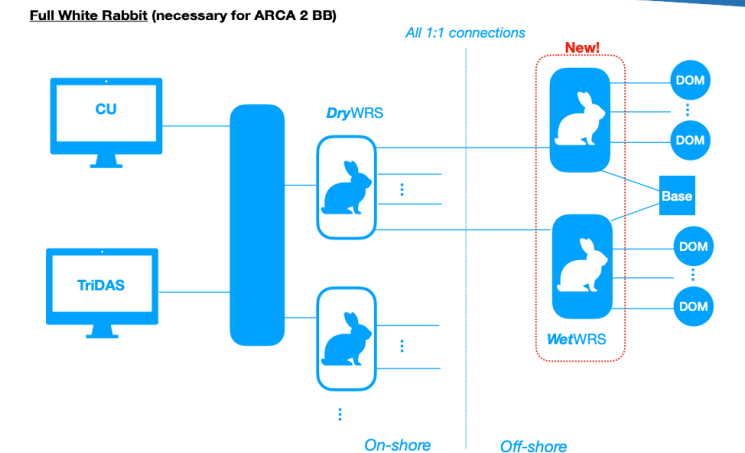 Full White Rabbit (necessary for ARCA 2 BB)
All 1:1 connections
New!
CU
DryWRS
DOM
DOM
Base
TriDAS
DOM
DOM
WetWRS
On-shore
Off-shore